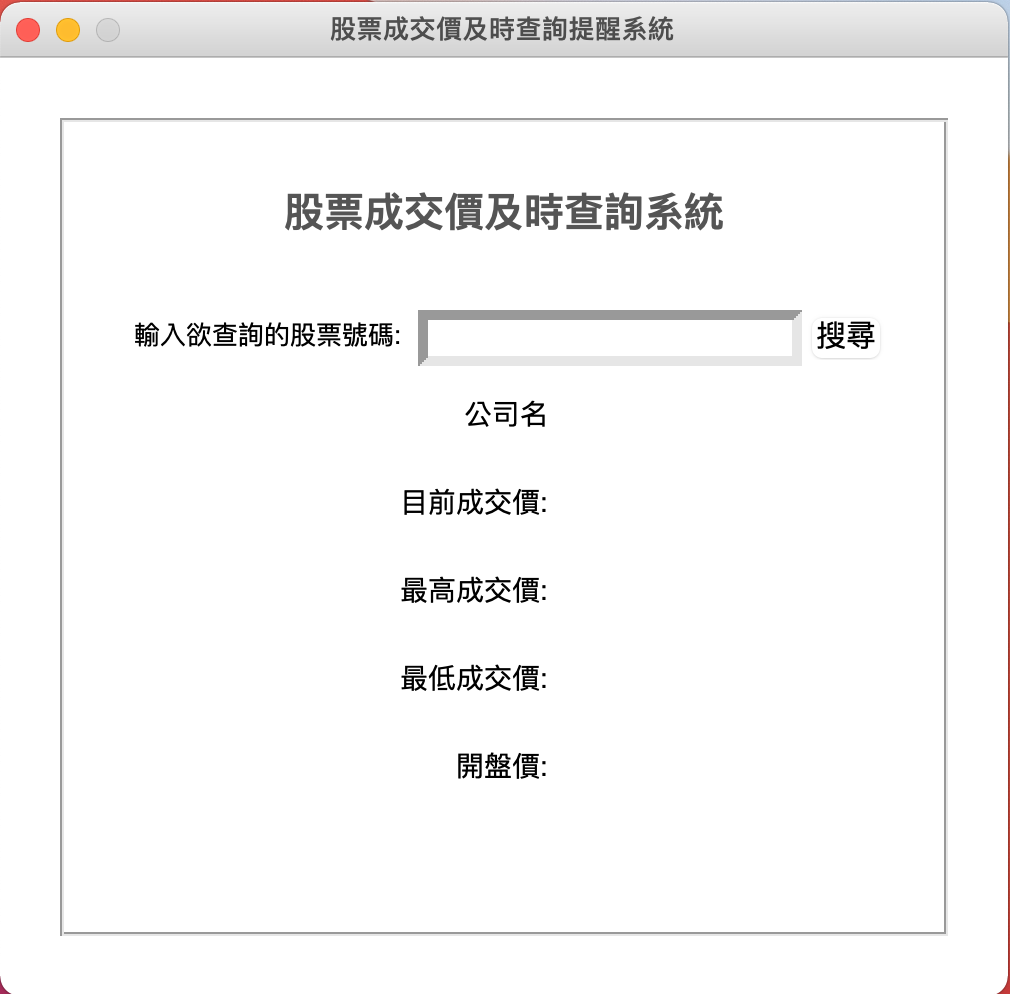 股票成交價及時查詢提醒系統
股票成交價及時查詢系統
輸入欲查詢的股票號碼: 搜尋
公司名
目前成交價:
最高成交價:
最低成交價:
開盤價: